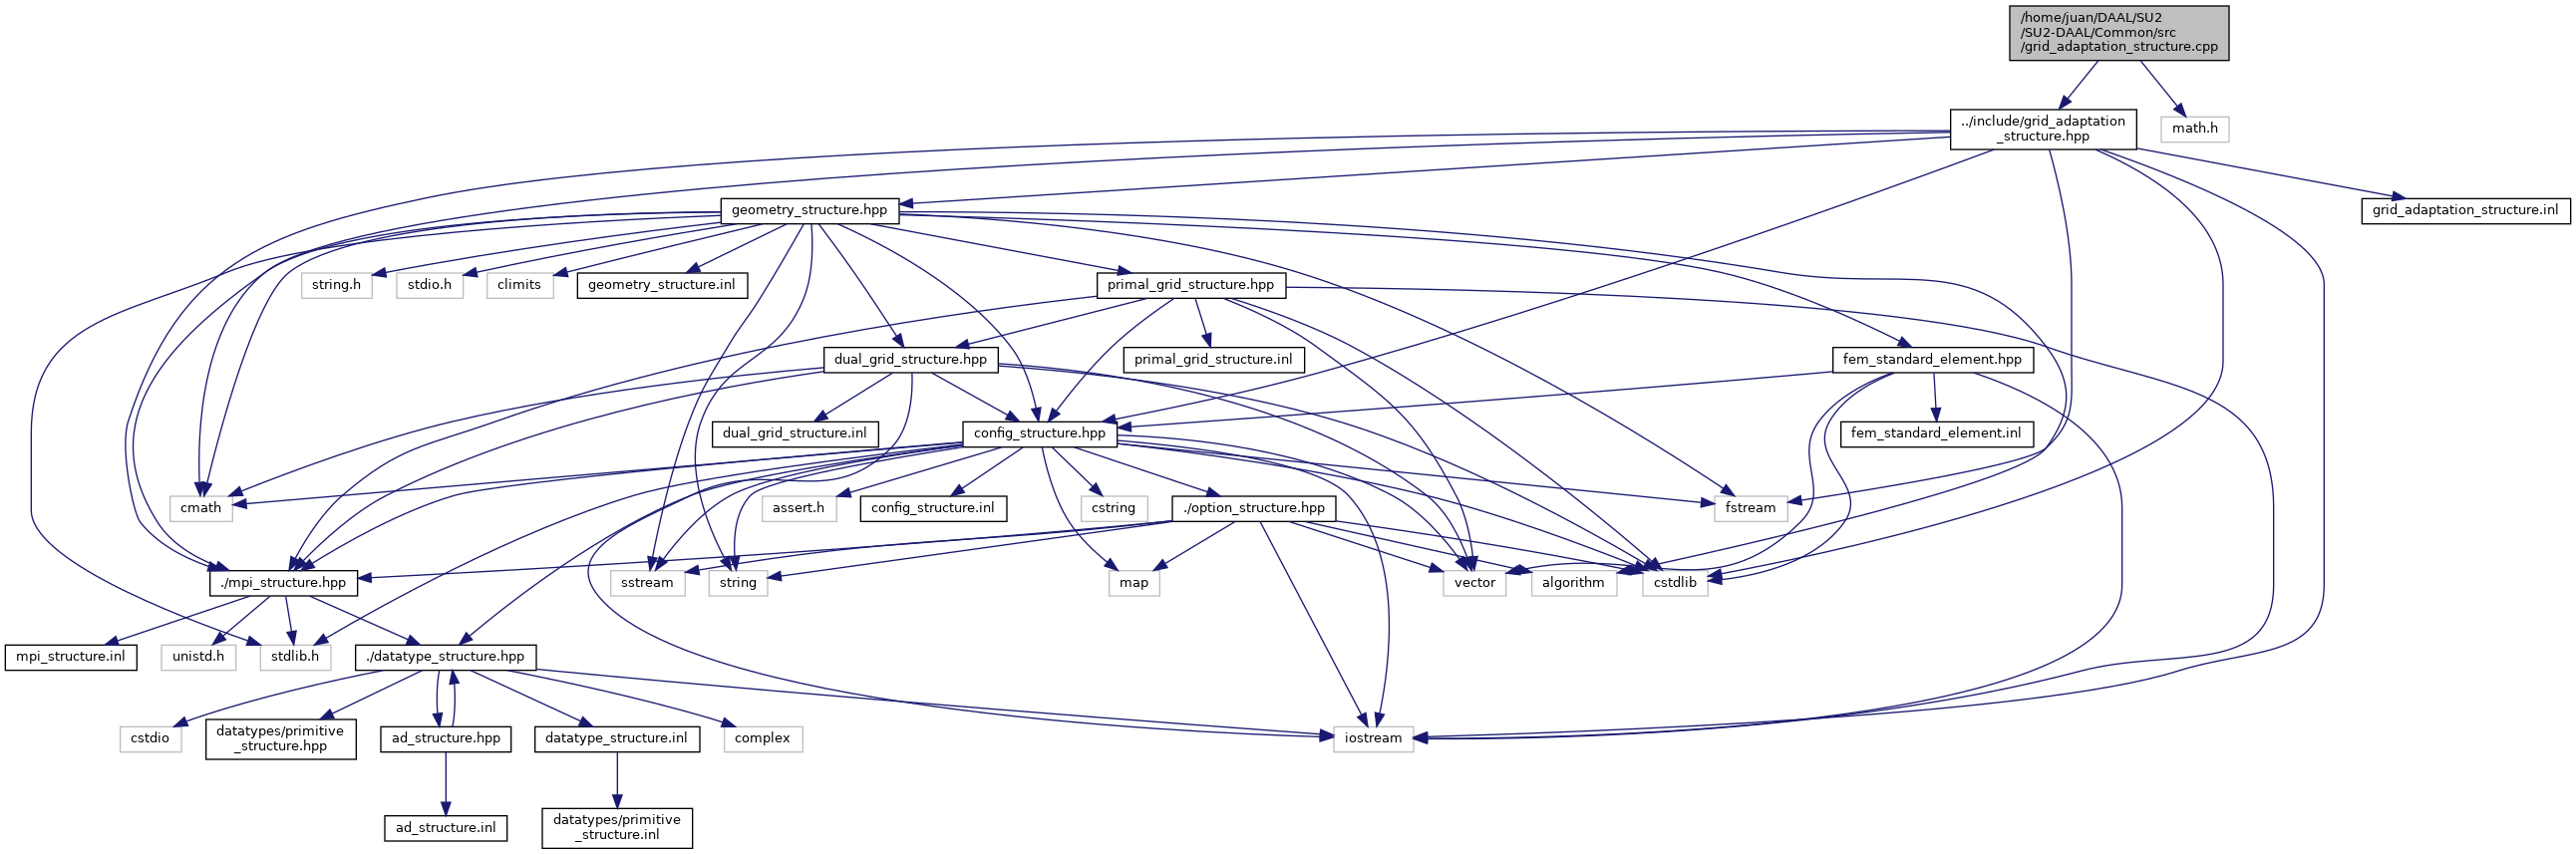 /home/juan/DAAL/SU2
/SU2-DAAL/Common/src
/grid_adaptation_structure.cpp
../include/grid_adaptation
_structure.hpp
math.h
geometry_structure.hpp
grid_adaptation_structure.inl
string.h
stdio.h
climits
geometry_structure.inl
primal_grid_structure.hpp
dual_grid_structure.hpp
primal_grid_structure.inl
fem_standard_element.hpp
dual_grid_structure.inl
config_structure.hpp
fem_standard_element.inl
cmath
assert.h
config_structure.inl
cstring
./option_structure.hpp
fstream
./mpi_structure.hpp
sstream
string
map
vector
algorithm
cstdlib
mpi_structure.inl
unistd.h
stdlib.h
./datatype_structure.hpp
cstdio
datatypes/primitive
_structure.hpp
ad_structure.hpp
datatype_structure.inl
complex
iostream
ad_structure.inl
datatypes/primitive
_structure.inl